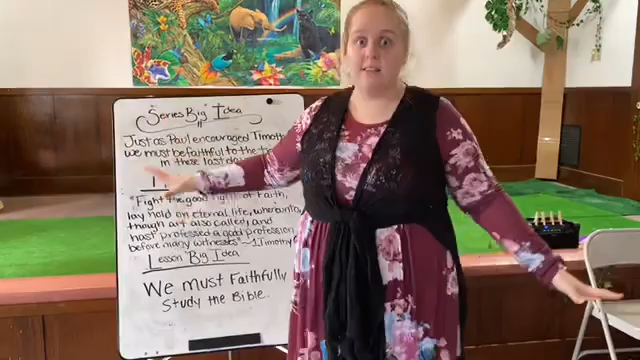 "Series Big" Idea
Just as Paul encouraged Timothy
we must be faithful to the
in these last
"Fight the good fight of Faith,
lay hold on eternal life, whereunto
though art also called, and
hast professed a good profession
before many witnesses" -1 Timothy
Lesson Big Idea
We must Faithfully
Study the Bible.